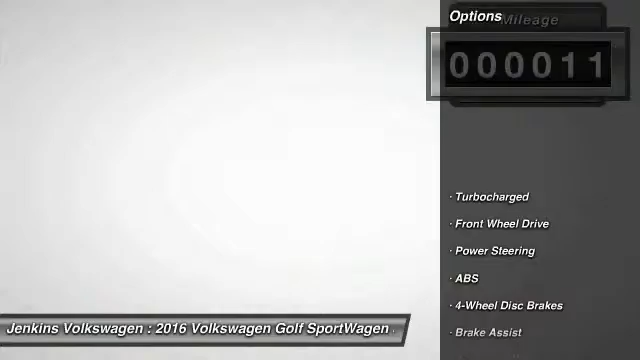 Options
Mileage
000011
· Turbocharged
· Front Wheel Drive
· Power Steering
· ABS
· 4-Wheel Disc Brakes
· Brake Assist
Jenkins Volkswagen : 2016 Volkswagen Golf SportWagen